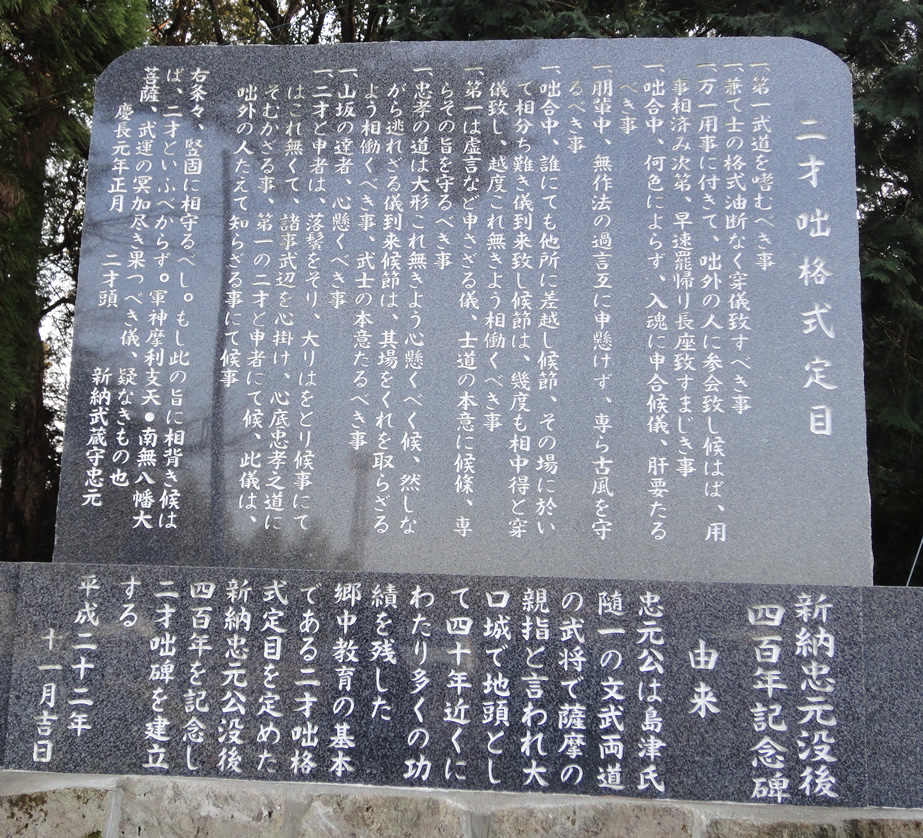 二才咄格式定目
一、第一武道を嗜むべき事
一、兼て士の格式油断なく穿儀致すべき事
一、万一用事に付きて、咄外の人に参会致し候はば、用
事相済み次第、早速罷帰り長座致すまじき事
一、咄合中、何色によらず、入魂に申合候儀、肝要たる
べき事
一、朋輩中、無作法の過言互に申懸けず、専ら古風を守
るべき事
一、咄合中、誰にても他所に差越し候節、その場に於い
て相分ち難き儀到来致し候節は、幾度も相中得と穿
儀致し、越度これ無きよう相働くべき事
一、第一は虚言など申さざる儀、士道の本意に候條、専
らその旨を守るべき事
一、忠孝の道は大形これ無きよう心懸くべく候、然しな
がら逃れざる儀到来候節は、其場をくれを取らざる
よう相働くべき事、武士の本意たるべき事
一、山坂の達者、心懸くべき事
一、二才と申者は、落鬢をそり、大りはをとり候事にて
はこれ無くて、諸事武辺を心掛け、心底忠孝之道に
そむかざる事、第一の二才と申者にて候、此儀は、
咄外の人たえて知らざる事にて候事
右条々、堅固に相守るべし。もし此の旨に相背き候は
ば、二才といふべからず。軍神摩利支天●南無八幡大
菩薩、武運の冥加尽き果つべき儀、疑なきもの也
慶長元年正月 二才頭
新納武蔵守忠元
新納忠元没後
四百年記念碑
由来
忠元公は島津氏
随一の文武両道
の武将で薩摩の
親指と言われ大
口城で地頭とし
て四十年近くに
わたり多くの功
績を残した
郷中教育の基本
である二才咄格
式定目を定めた
新納忠元公没後
四百年を記念し
二才咄碑を建立
する
平成二十二年
十一月吉日